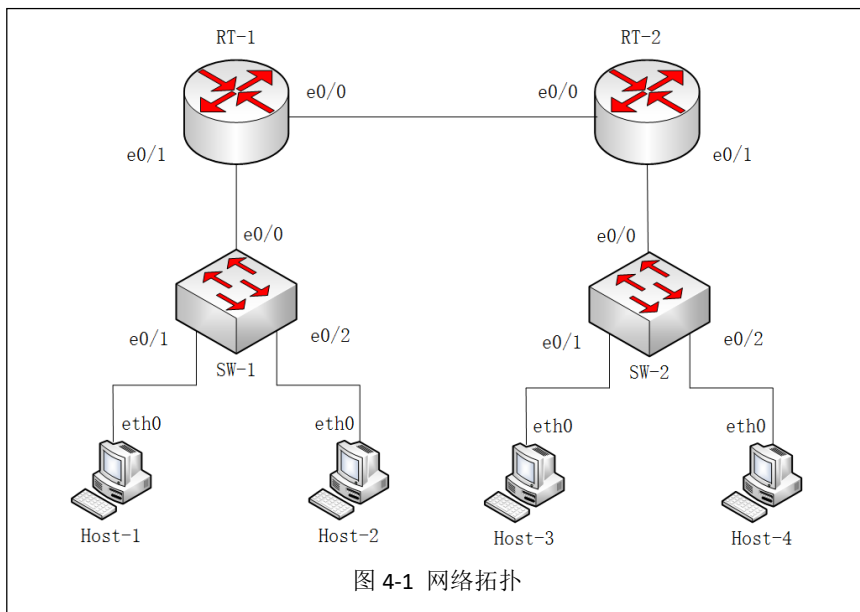 RT-1
RT-2
e0/0
e0/0
e0/1
e0/1
e0/0
e0/0
e0/1
e0/2
e0/1
e0/2
SW-1
SW-2
eth0
eth0
eth0
eth0
Host-1
Host-2
Host-3
Host-4
图 4-1 网络拓扑